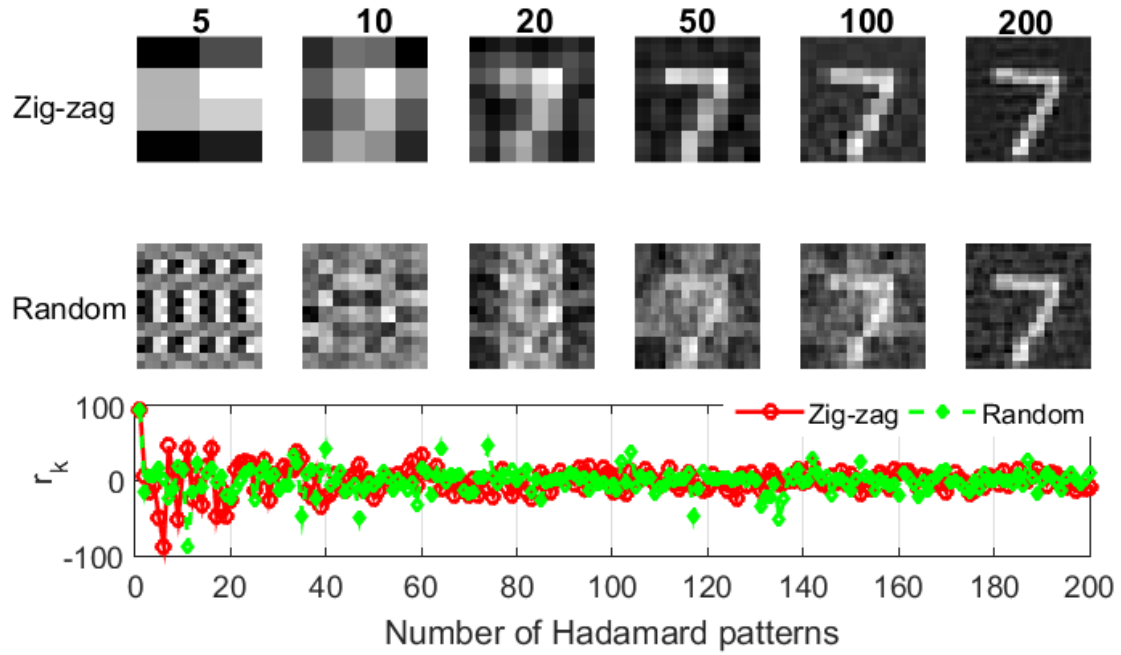 5 10 20 50 100 200
Zig-zag
Random
Zig-zag Random
100
0
-100
r_k
0 20 40 60 80 100 120 140 160 180 200
Number of Hadamard patterns